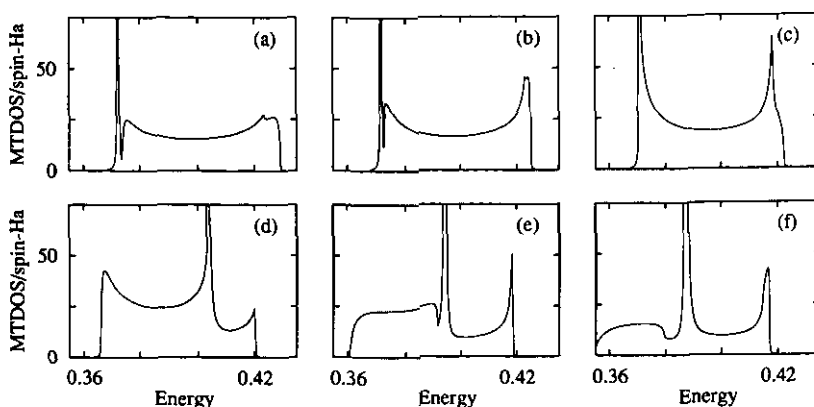 (a)
(b)
(c)
MTDOS/spin-Ha
50
0
(d)
(e)
(f)
MTDOS/spin-Ha
50
0
0.36
Energy
0.42
0.36
Energy
0.42
0.36
Energy
0.42